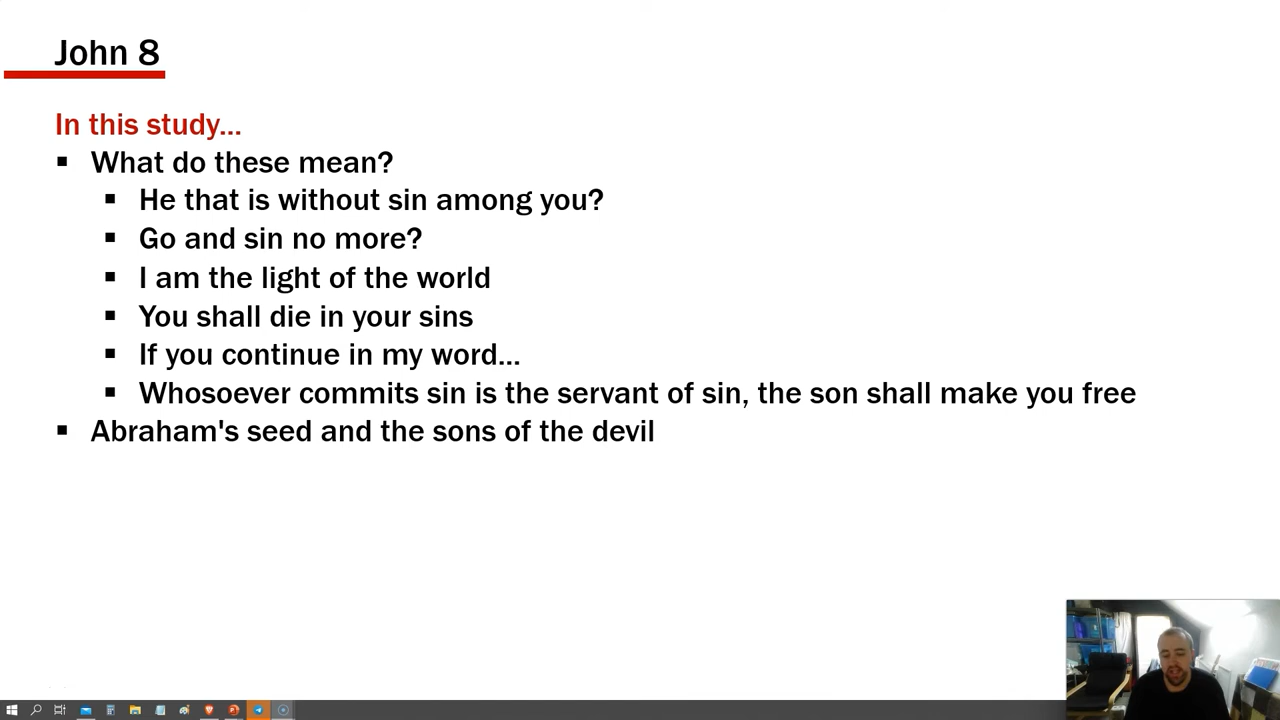 John 8
In this study...
▪ What do these mean?
▪ He that is without sin among you?
▪ Go and sin no more?
▪ I am the light of the world
▪ You shall die in your sins
▪ If you continue in my word...
▪ Whosoever commits sin is the servant of sin, the son shall make you free
▪ Abraham's seed and the sons of the devil